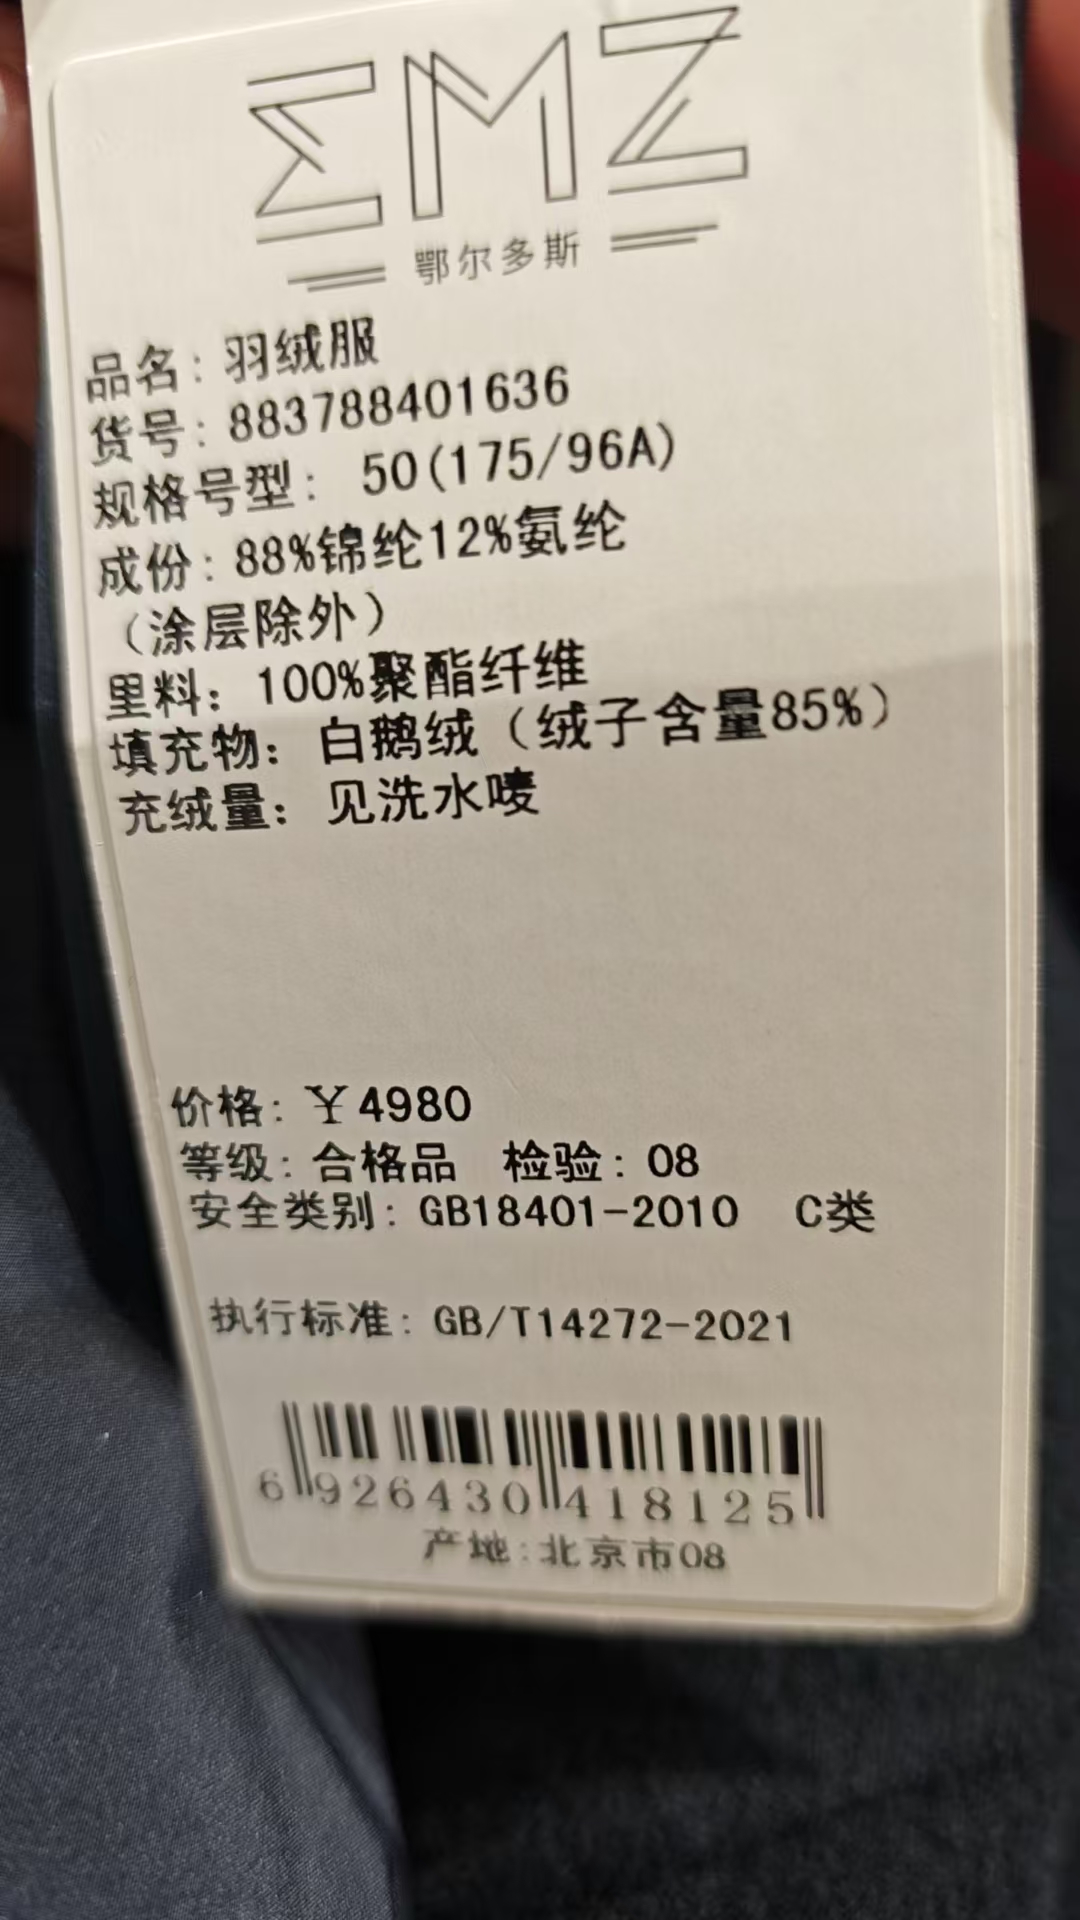 EMZ
鄂尔多斯
品名：羽绒服
货号：883788401636
规格号型： 50(175/96A)
成份：88%锦纶12%氨纶
（涂层除外）
里料：100%聚酯纤维
填充物：白鹅绒（绒子含量85%）
充绒量：见洗水唛
价格：￥4980
等级：合格品 检验：08
安全类别：GB18401-2010 C类
执行标准：GB/T14272-2021
6 926430 418125
产地：北京市08